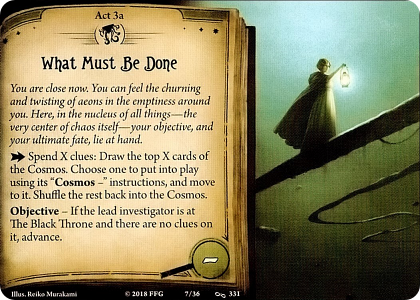 Act 3a
What Must Be Done
You are close now. You can feel the churning
and twisting of aeons in the emptiness around
you. Here, in the nucleus of all things—the
very center of chaos itself—your objective, and
your ultimate fate, lie at hand.
Spend X clues: Draw the top X cards of
the Cosmos. Choose one to put into play
using its “Cosmos –” instructions, and move
to it. Shuffle the rest back into the Cosmos.
Objective – If the lead investigator is at
The Black Throne and there are no clues on
it, advance.
–
Illus. Reiko Murakami
© 2018 FFG
7/36
331